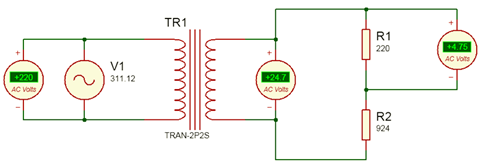 TR1
+220
AC Volts
V1
311.12
TRAN-2P2S
+24.7
AC Volts
R1
220
+4.75
AC Volts
R2
924